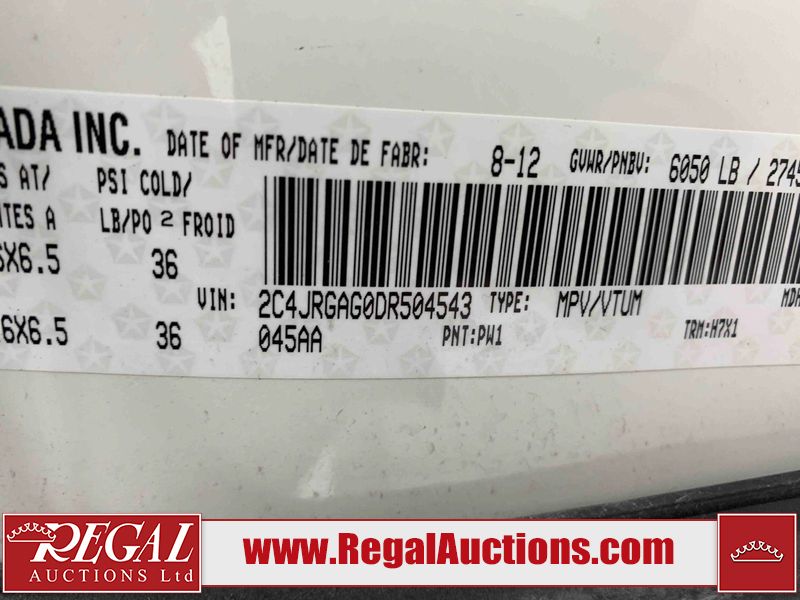 ADA INC. DATE OF MFR/DATE DE FABR: 8-12 GVWR/PNBV: 6050 LB / 2745
S AT/ PSI COLD/
TES A LB/PO 2 FROID
6X6.5 36
VIN: 2C4JRGAG0DR504543 TYPE: MPV/VTUM MDH
6X6.5 36 045AA PNT:PW1 TRM:H7X1
REGAL
AUCTIONS Ltd
www.RegalAuctions.com